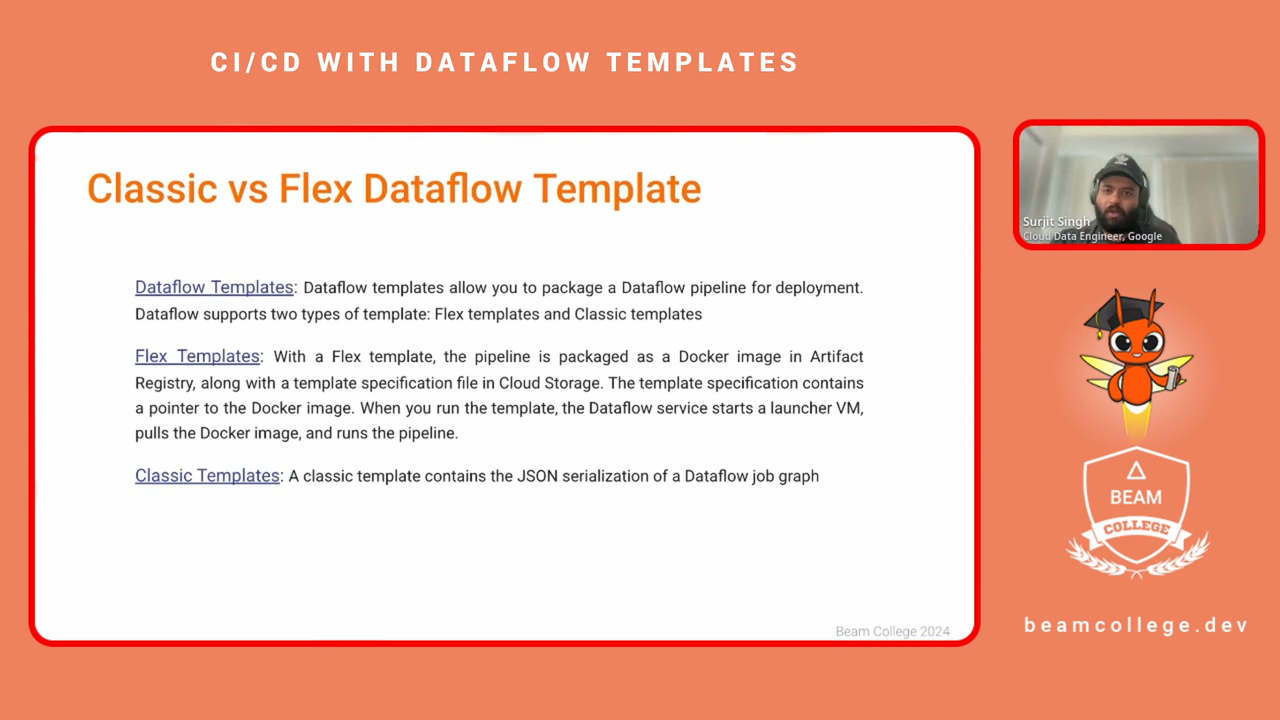 CI/CD WITH DATAFLOW TEMPLATES
Classic vs Flex Dataflow Template
Dataflow Templates: Dataflow templates allow you to package a Dataflow pipeline for deployment.
Dataflow supports two types of template: Flex templates and Classic templates
Flex Templates: With a Flex template, the pipeline is packaged as a Docker image in Artifact
Registry, along with a template specification file in Cloud Storage. The template specification contains
a pointer to the Docker image. When you run the template, the Dataflow service starts a launcher VM,
pulls the Docker image, and runs the pipeline.
Classic Templates: A classic template contains the JSON serialization of a Dataflow job graph
Beam College 2024
Surjit Singh
Cloud Data Engineer, Google
BEAM
COLLEGE
beamcollege.dev